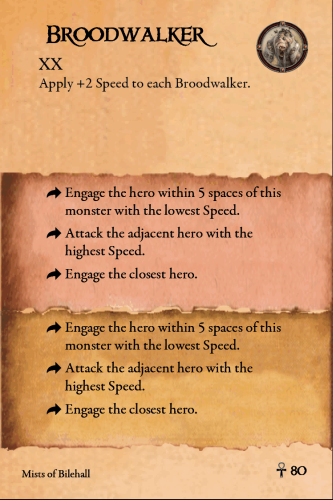 Broodwalker
XX
Apply +2 Speed to each Broodwalker.
Engage the hero within 5 spaces of this
monster with the lowest Speed.
Attack the adjacent hero with the
highest Speed.
Engage the closest hero.
Engage the hero within 5 spaces of this
monster with the lowest Speed.
Attack the adjacent hero with the
highest Speed.
Engage the closest hero.
Mists of Bilehall
80